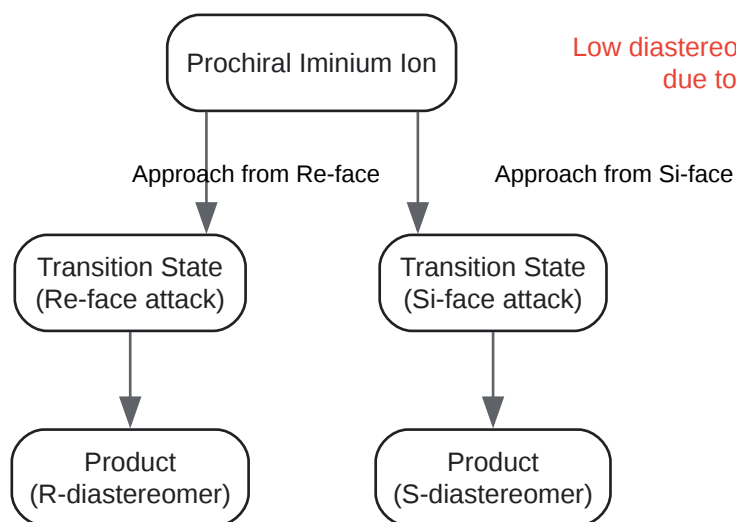 Prochiral Iminium Ion
Low diastereo
due to
Approach from Re-face
Approach from Si-face
Transition State
(Re-face attack)
Transition State
(Si-face attack)
Product
(R-diastereomer)
Product
(S-diastereomer)